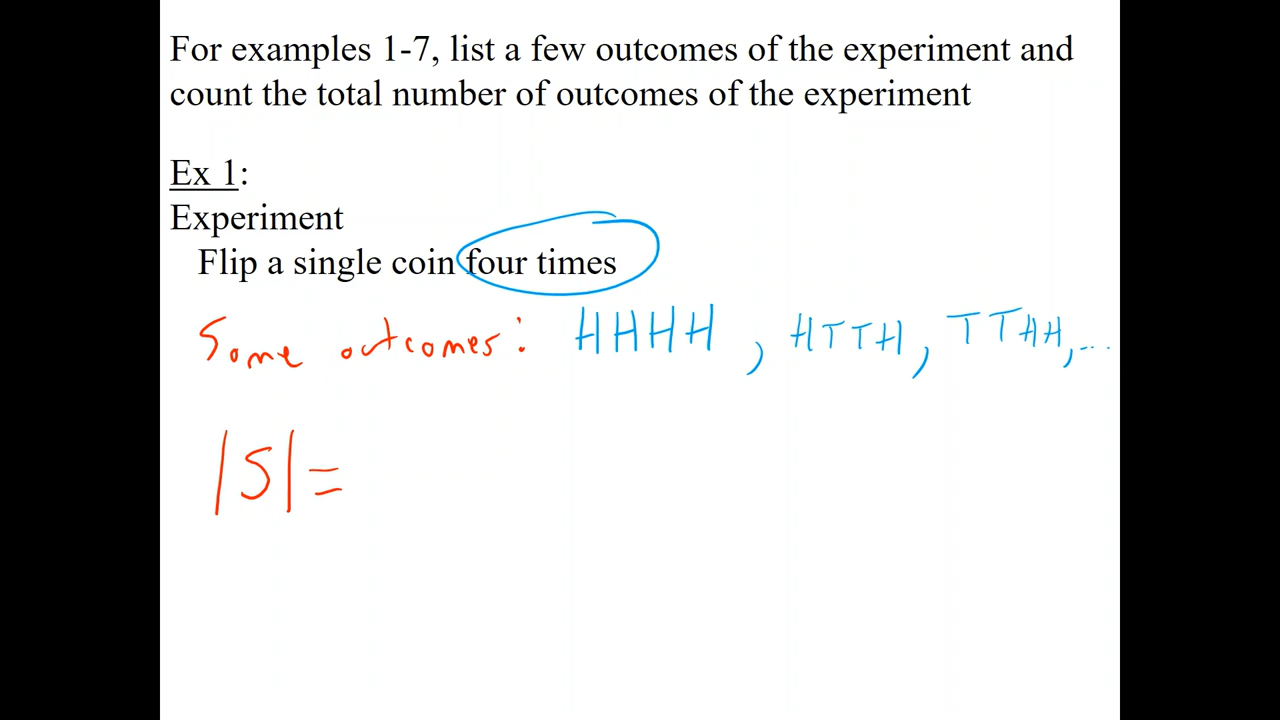 For examples 1-7, list a few outcomes of the experiment and
count the total number of outcomes of the experiment
Ex 1:
Experiment
Flip a single coin four times
Some outcomes: HHHH, HTTH, TTHH, ...
|S| =